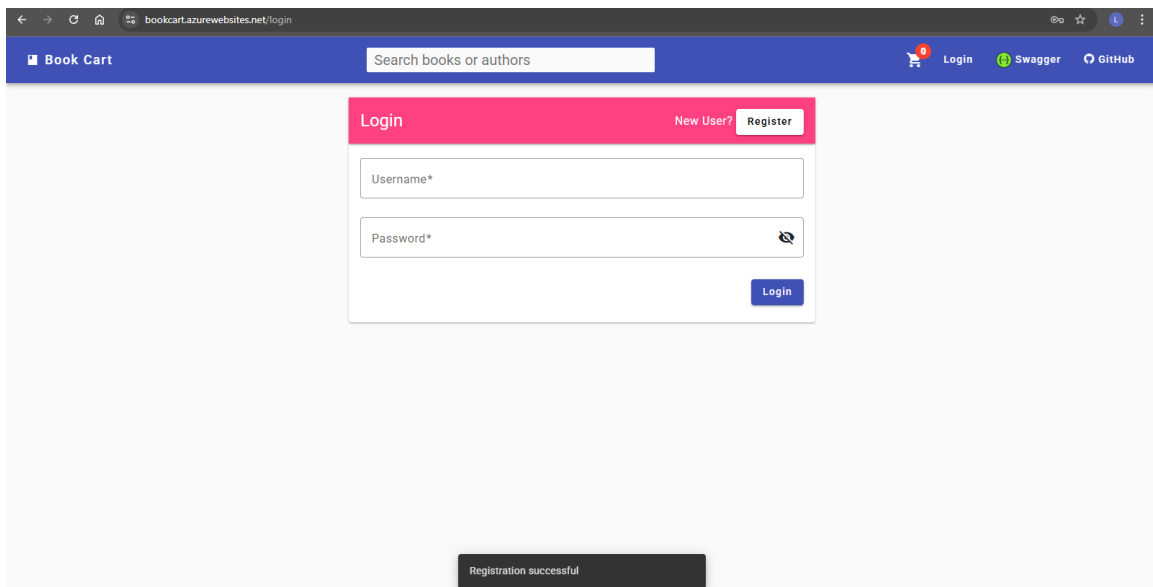 bookcart.azurewebsites.net/login
L
Book Cart
Search books or authors
0
Login
Swagger
GitHub
Login
New User? Register
Username*
Password*
Login
Registration successful